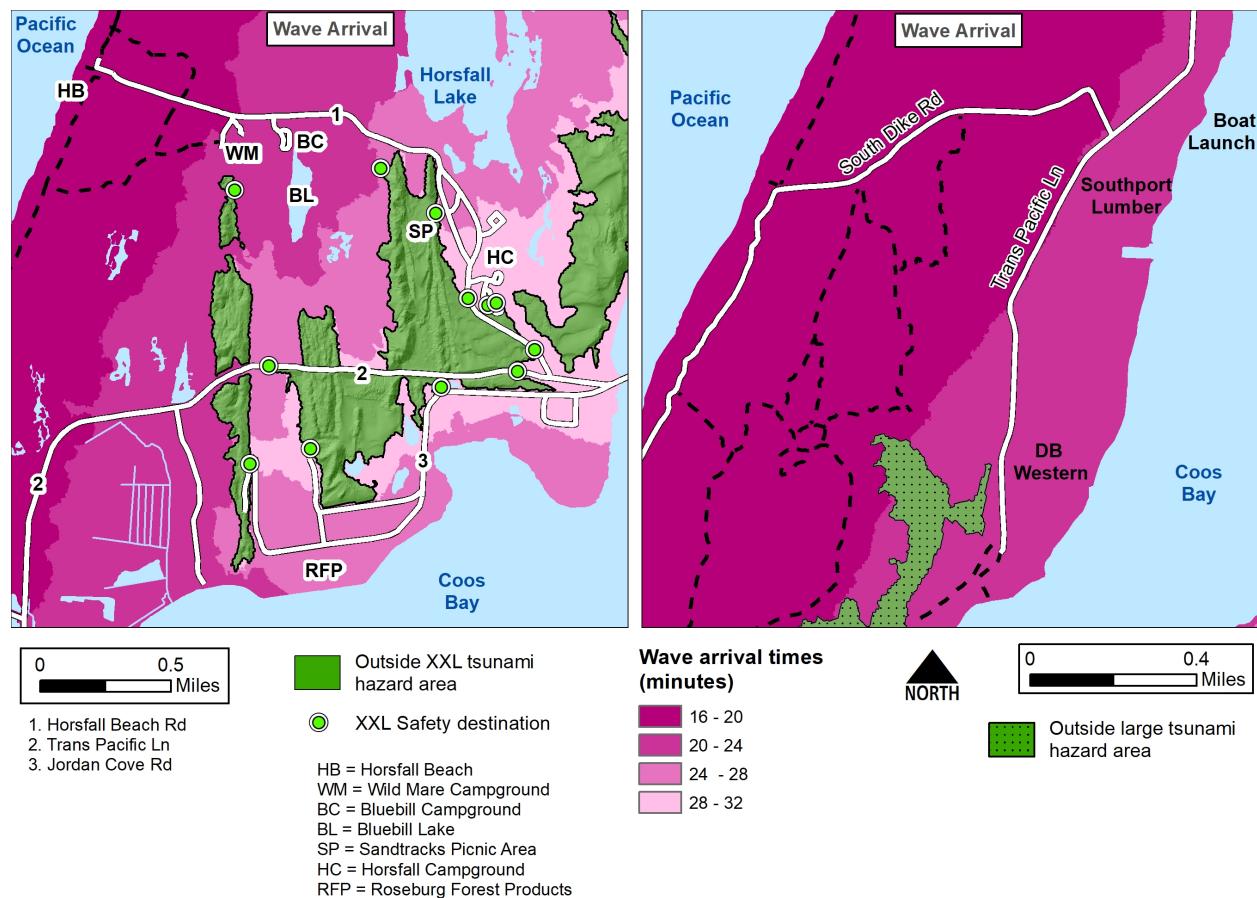 Pacific
Ocean
Wave Arrival
HB
Horsfall
Lake
1
WM
BC
BL
SP
HC
2
2
3
RFP
Coos
Bay
Wave Arrival
Pacific
Ocean
South Dike Rd
Boat
Launch
Southport
Lumber
Trans Pacific Ln
DB
Western
Coos
Bay
0 0.5
Miles
1. Horsfall Beach Rd
2. Trans Pacific Ln
3. Jordan Cove Rd
Outside XXL tsunami
hazard area
XXL Safety destination
HB = Horsfall Beach
WM = Wild Mare Campground
BC = Bluebill Campground
BL = Bluebill Lake
SP = Sandtracks Picnic Area
HC = Horsfall Campground
RFP = Roseburg Forest Products
Wave arrival times
(minutes)
16 - 20
20 - 24
24 - 28
28 - 32
NORTH
0 0.4
Miles
Outside large tsunami
hazard area